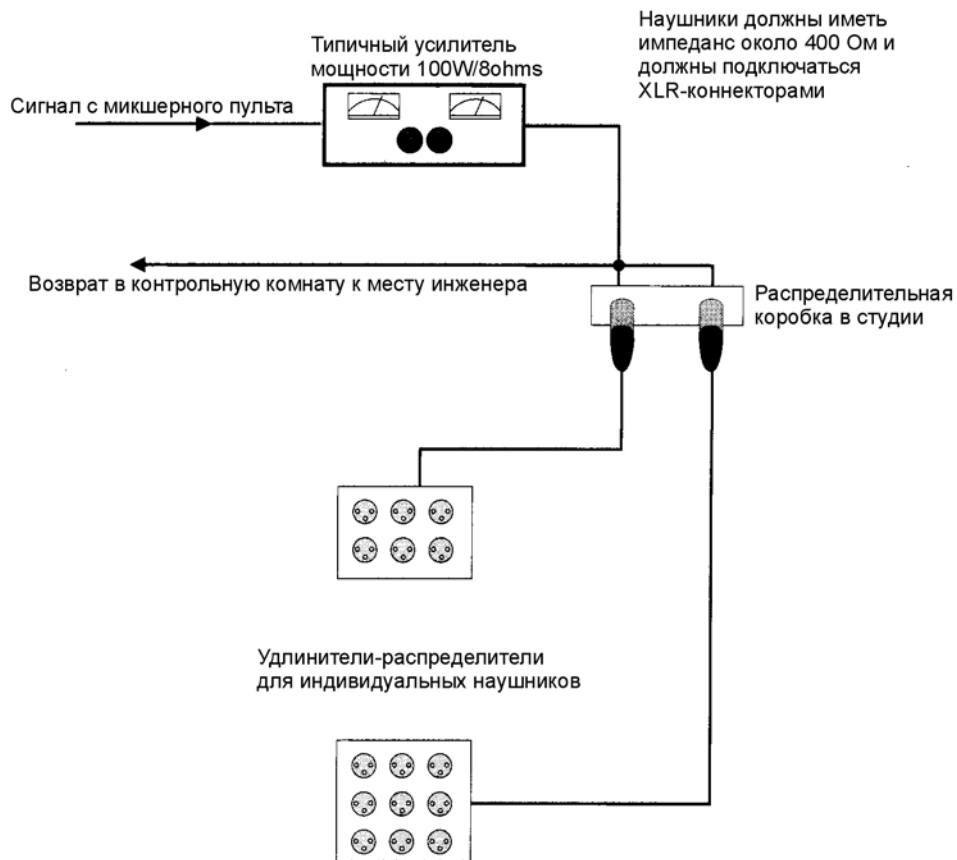 Типичный усилитель
мощности 100W/8ohms
Наушники должны иметь
импеданс около 400 Ом и
должны подключаться
XLR-коннекторами
Сигнал с микшерного пульта
Возврат в контрольную комнату к месту инженера
Распределительная
коробка в студии
Удлинители-распределители
для индивидуальных наушников